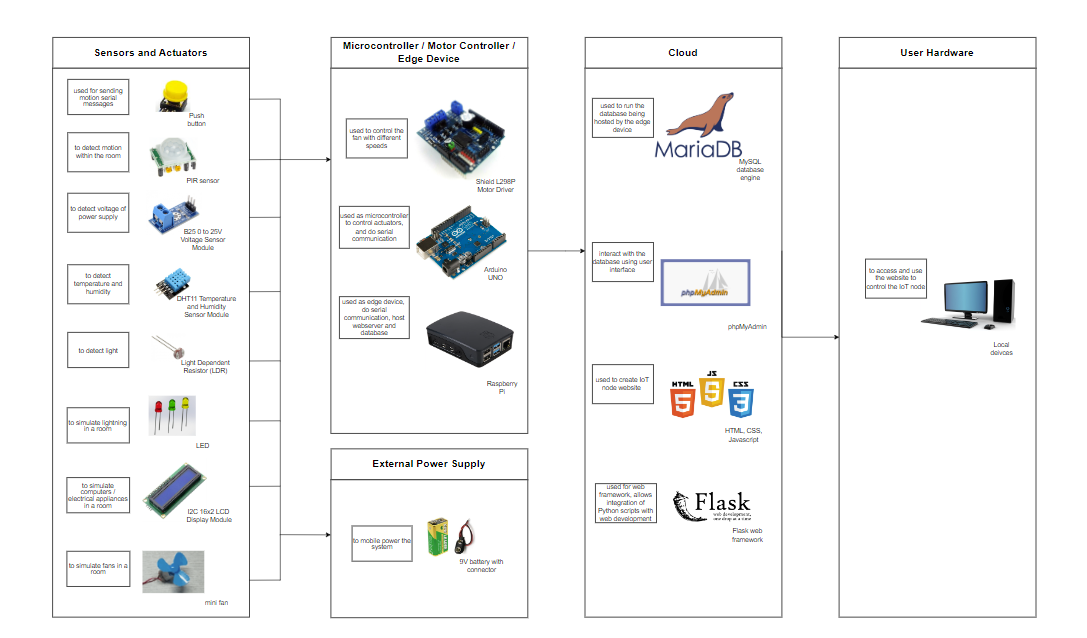 Sensors and Actuators
used for sending
motion serial
messages
Push
button
to detect motion
within the room
PIR sensor
to detect voltage of
power supply
B25 0 to 25V
Voltage Sensor
Module
to detect
temperature and
humidity
DHT11 Temperature
and Humidity
Sensor Module
to detect light
Light Dependent
Resistor (LDR)
to simulate lightning
in a room
LED
to simulate
computers /
electrical appliances
in a room
I2C 16x2 LCD
Display Module
to simulate fans in a
room
mini fan
Microcontroller / Motor Controller /
Edge Device
used to control the
fan with different
speeds
Shield L298P
Motor Driver
used as microcontroller
to control actuators,
and do serial
communication
Arduino
UNO
used as edge device,
do serial
communication, host
webserver and
database
Raspberry
Pi
External Power Supply
to mobile power the
system
9V battery with
connector
Cloud
used to run the
database being
hosted by the edge
device
MariaDB
MySQL
database
engine
interact with the
database using user
interface
phpMyAdmin
phpMyAdmin
used to create IoT
node website
HTML
5
JS
5
CSS
3
HTML, CSS,
Javascript
used for web
framework, allows
integration of
Python scripts with
web development
Flask
web development,
one drop at a time
Flask web
framework
User Hardware
to access and use
the website to
control the IoT node
Local
deivces